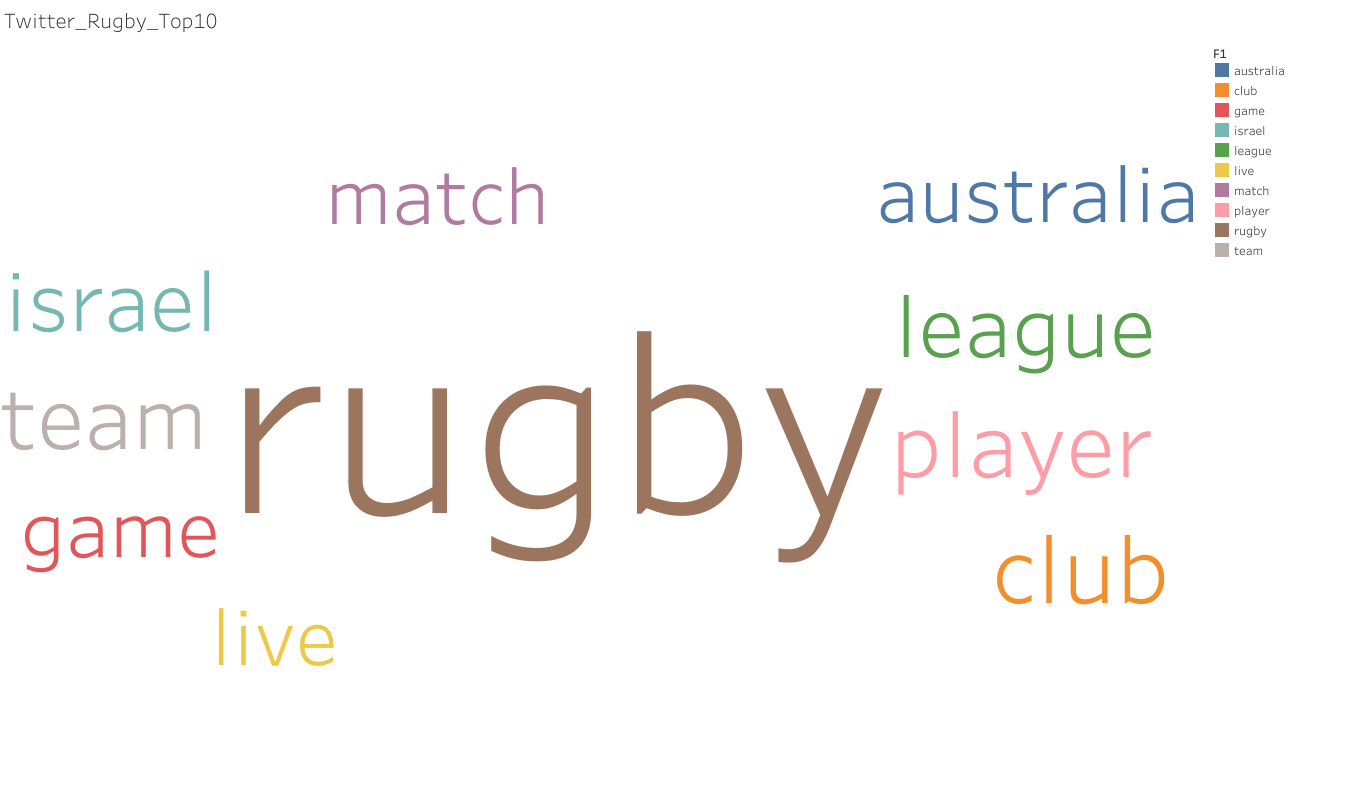 Twitter_Rugby_Top10
F1
australia
club
game
israel
league
live
match
player
rugby
team
match
australia
israel
league
rugby
team
player
game
club
live